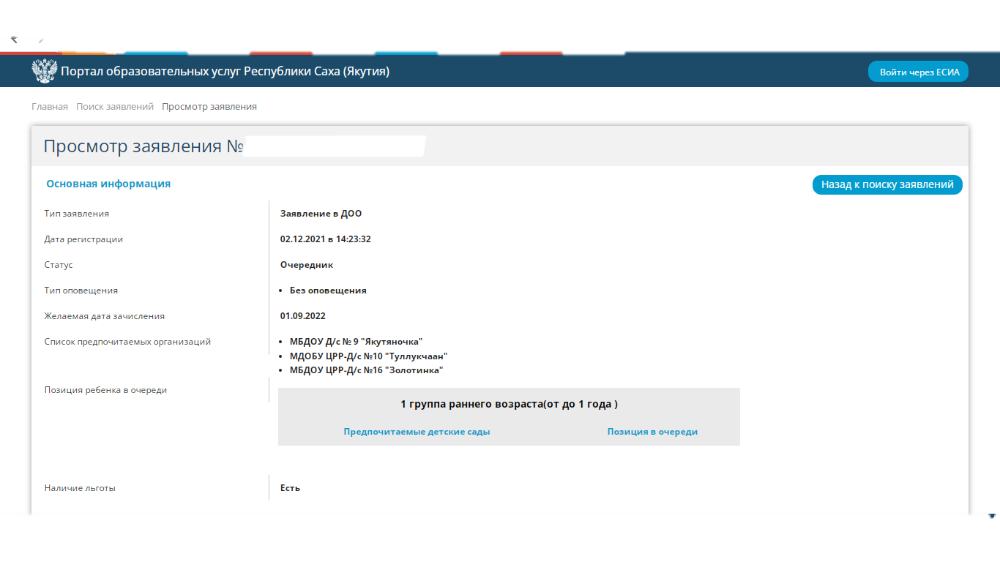 Портал образовательных услуг Республики Саха (Якутия)
Войти через ЕСИА
Главная Поиск заявлений Просмотр заявления
Просмотр заявления №
Основная информация
Назад к поиску заявлений
Тип заявления Заявление в ДОО
Дата регистрации 02.12.2021 в 14:23:32
Статус Очередник
Тип оповещения • Без оповещения
Желаемая дата зачисления 01.09.2022
Список предпочитаемых организаций • МБДОУ Д/с № 9 "Якутяночка"
• МДОБУ ЦРР-Д/с №10 "Туллукчаан"
• МБДОУ ЦРР-Д/с №16 "Золотинка"
Позиция ребенка в очереди
1 группа раннего возраста(от до 1 года )
Предпочитаемые детские сады Позиция в очереди
Наличие льготы Есть